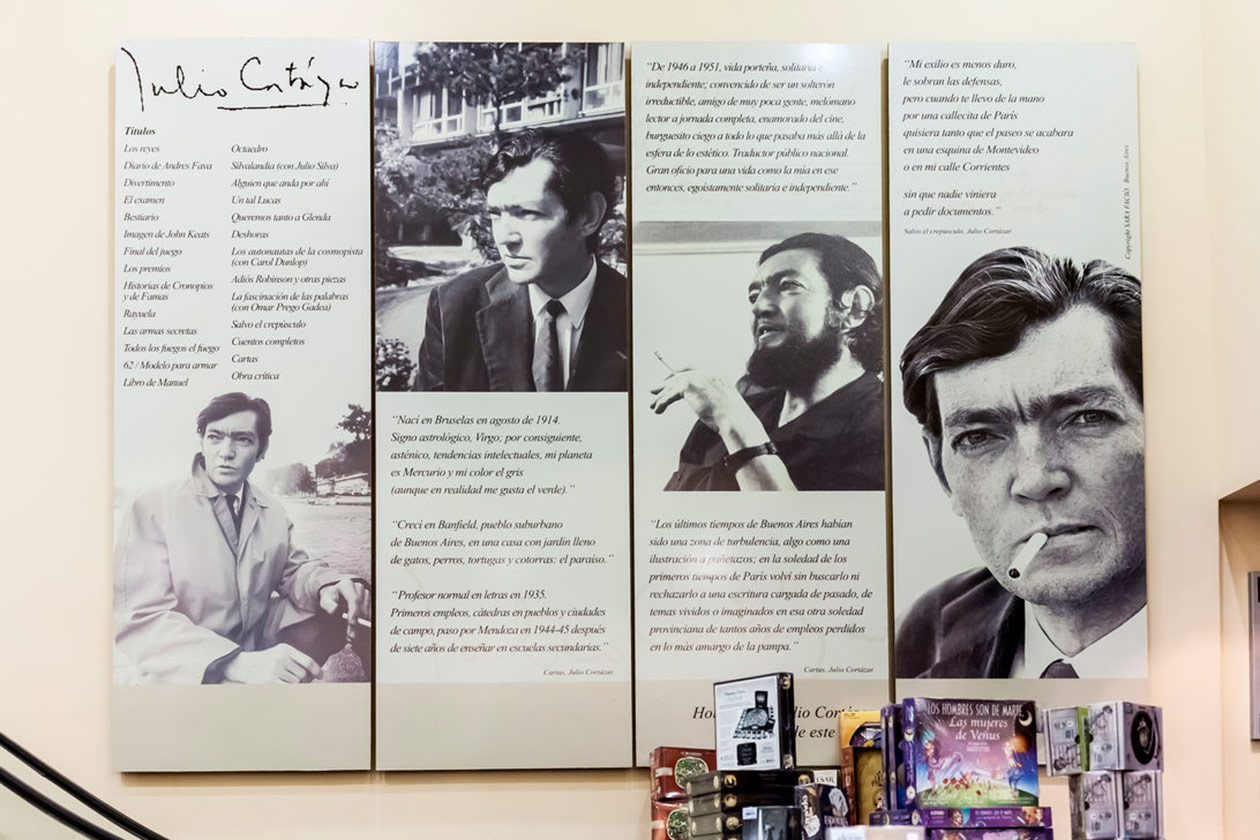 Julio Cortázar
Títulos
Los reyes
Diario de Andres Fava
Divertimento
El examen
Bestiario
Imagen de John Keats
Final del juego
Los premios
Historias de Cronopios
y de Famas
Rayuela
Las armas secretas
Todos los fuegos el fuego
62 / Modelo para armar
Libro de Manuel
Octaedro
Silvalandia (con Julio Silva)
Alguien que anda por ahí
Un tal Lucas
Queremos tanto a Glenda
Deshoras
Los autonautas de la cosmopista
(con Carol Dunlop)
Adiós Robinson y otras piezas
La fascinación de las palabras
(con Omar Prego Gadea)
Salvo el crepúsculo
Cuentos completos
Cartas
Obra crítica
“Nací en Bruselas en agosto de 1914.
Signo astrológico, Virgo; por consiguiente,
asténico, tendencias intelectuales, mi planeta
es Mercurio y mi color el gris
(aunque en realidad me gusta el verde).”
“Crecí en Banfield, pueblo suburbano
de Buenos Aires, en una casa con jardín lleno
de gatos, perros, tortugas y cotorras: el paraíso.”
“Profesor normal en letras en 1935.
Primeros empleos, cátedras en pueblos y ciudades
de campo, paso por Mendoza en 1944-45 después
de siete años de enseñar en escuelas secundarias.”
Cartas, Julio Cortázar.
“De 1946 a 1951, vida porteña, solitaria e
independiente; convencido de ser un solterón
irreductible, amigo de muy poca gente, melómano
lector a jornada completa, enamorado del cine,
burguesito ciego a todo lo que pasaba más allá de la
esfera de lo estético. Traductor público nacional.
Gran oficio para una vida como la mía en ese
entonces, egoístamente solitaria e independiente.”
“Los últimos tiempos de Buenos Aires habían
sido una zona de turbulencia, algo como una
ilustración a puñetazos; en la soledad de los
primeros tiempos de París volví sin buscarlo ni
rechazarlo a una escritura cargada de pasado, de
temas vividos o imaginados en esa otra soledad
provinciana de tantos años de empleos perdidos
en lo más amargo de la pampa.”
Cartas, Julio Cortázar.
de este
“Mi exilio es menos duro,
le sobran las defensas,
pero cuando te llevo de la mano
por una callecita de París
quisiera tanto que el paseo se acabara
en una esquina de Montevideo
o en mi calle Corrientes
sin que nadie viniera
a pedir documentos.”
Salvo el crepúsculo, Julio Cortázar
Copyright SARA FACIO Buenos Aires
LOS HOMBRES SON DE MARTE
Las mujeres
de Venus